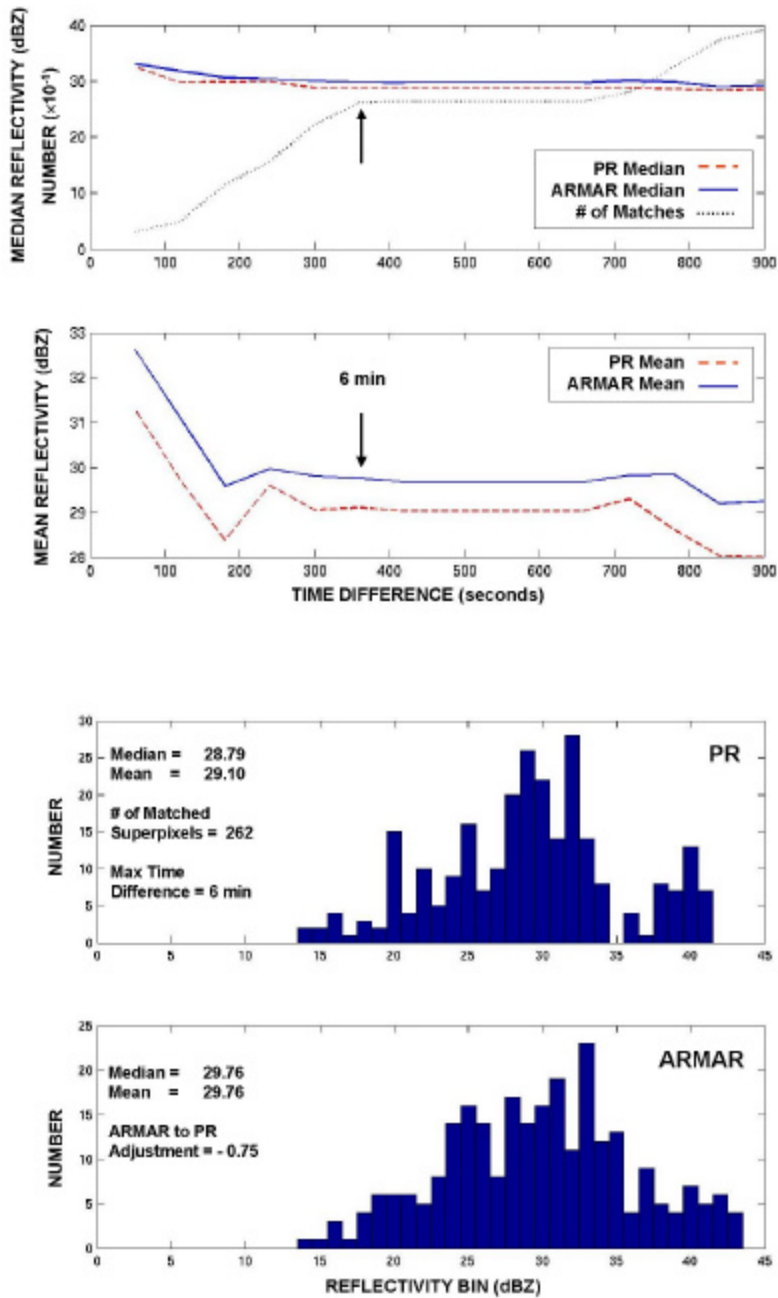 MEDIAN REFLECTIVITY (dBZ)
NUMBER (×10⁻¹)
40
30
20
10
0
PR Median
ARMAR Median
# of Matches
0 100 200 300 400 500 600 700 800 900
MEAN REFLECTIVITY (dBZ)
33
32
31
30
29
28
6 min
PR Mean
ARMAR Mean
0 100 200 300 400 500 600 700 800 900
TIME DIFFERENCE (seconds)
NUMBER
30
25
20
15
10
5
0
Median = 28.79
Mean = 29.10
# of Matched
Superpixels = 262
Max Time
Difference = 6 min
PR
0 5 10 15 20 25 30 35 40 45
NUMBER
25
20
15
10
5
0
Median = 29.76
Mean = 29.76
ARMAR to PR
Adjustment = - 0.75
ARMAR
0 5 10 15 20 25 30 35 40 45
REFLECTIVITY BIN (dBZ)